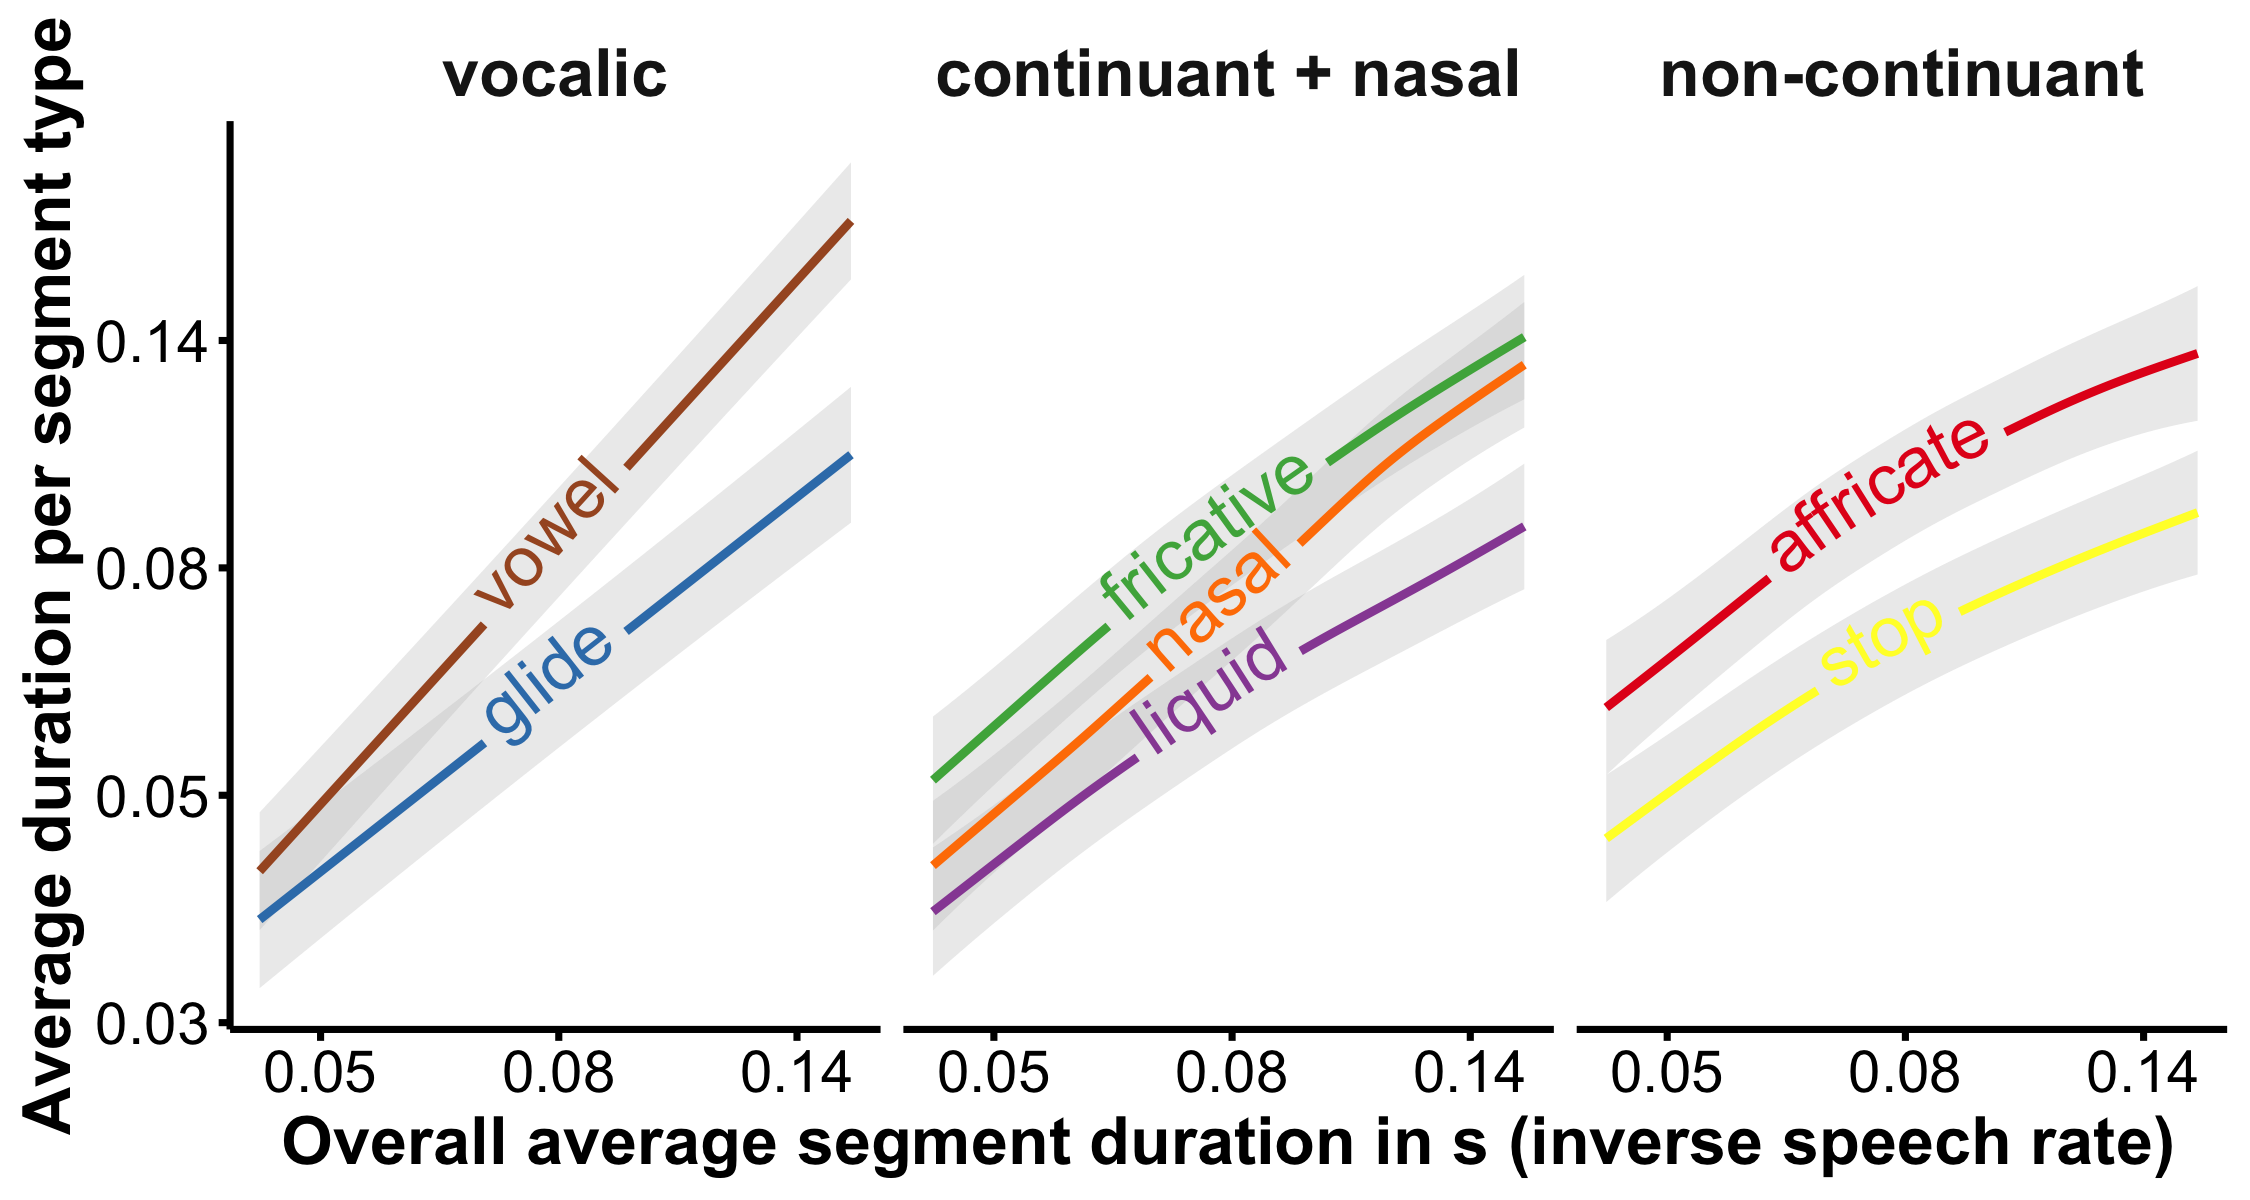 Average duration per segment type
vocalic
continuant + nasal
non-continuant
0.14
0.08
0.05
0.03
vowel
glide
fricative
nasal
liquid
affricate
stop
0.05 0.08 0.14
0.05 0.08 0.14
0.05 0.08 0.14
Overall average segment duration in s (inverse speech rate)